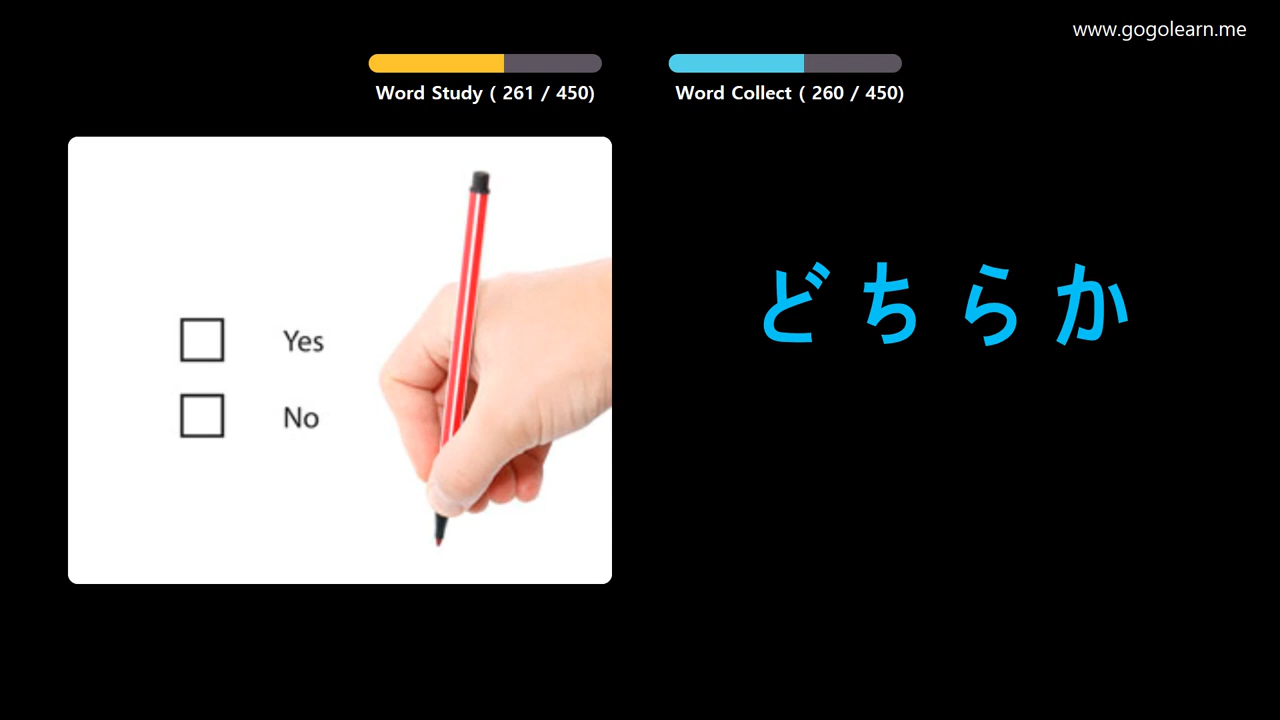 www.gogolearn.me
Word Study ( 261 / 450)
Word Collect ( 260 / 450)
Yes
No
どちらか